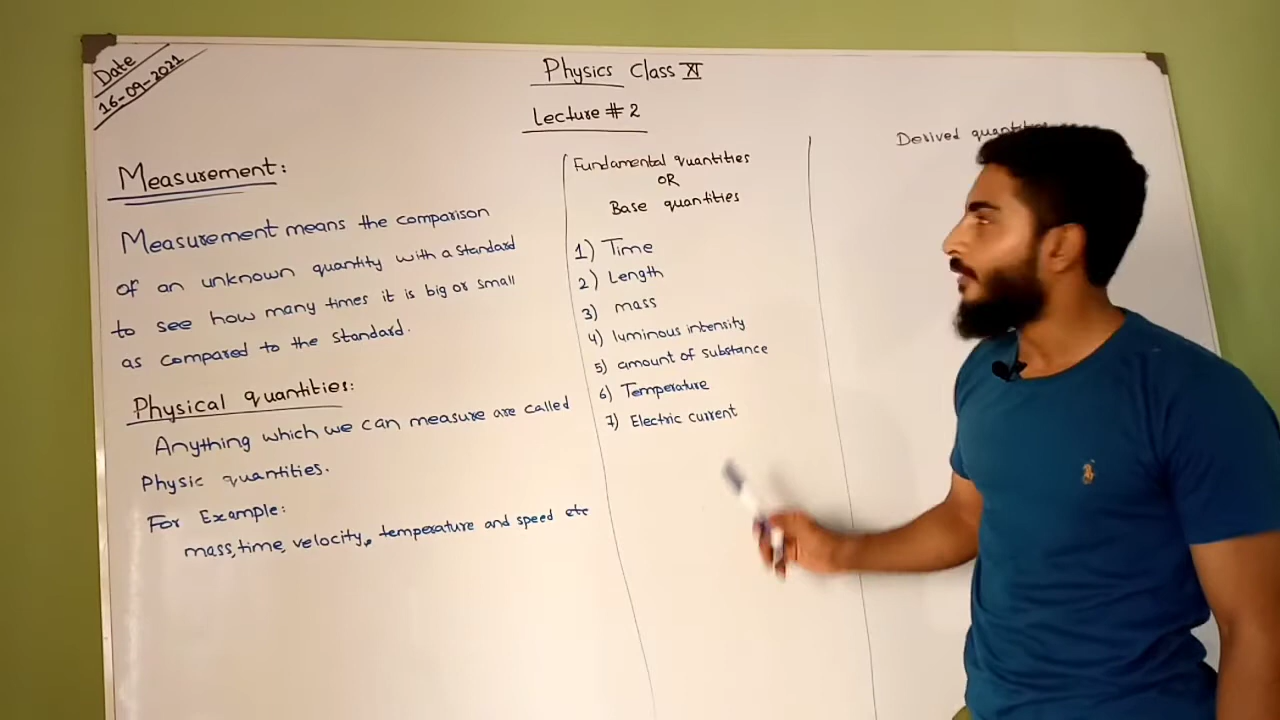 Date
16-09-2021
Physics Class XI
Lecture # 2
Measurement:
Measurement means the comparison
of an unknown quantity with a standard
to see how many times it is big or small
as compared to the standard.
Physical quantities:
Anything which we can measure are called
Physic quantities.
For Example:
mass, time, velocity, temperature and speed etc
Fundamental quantities
OR
Base quantities
1) Time
2) Length
3) mass
4) luminous intensity
5) amount of substance
6) Temperature
7) Electric current
Derived quantities